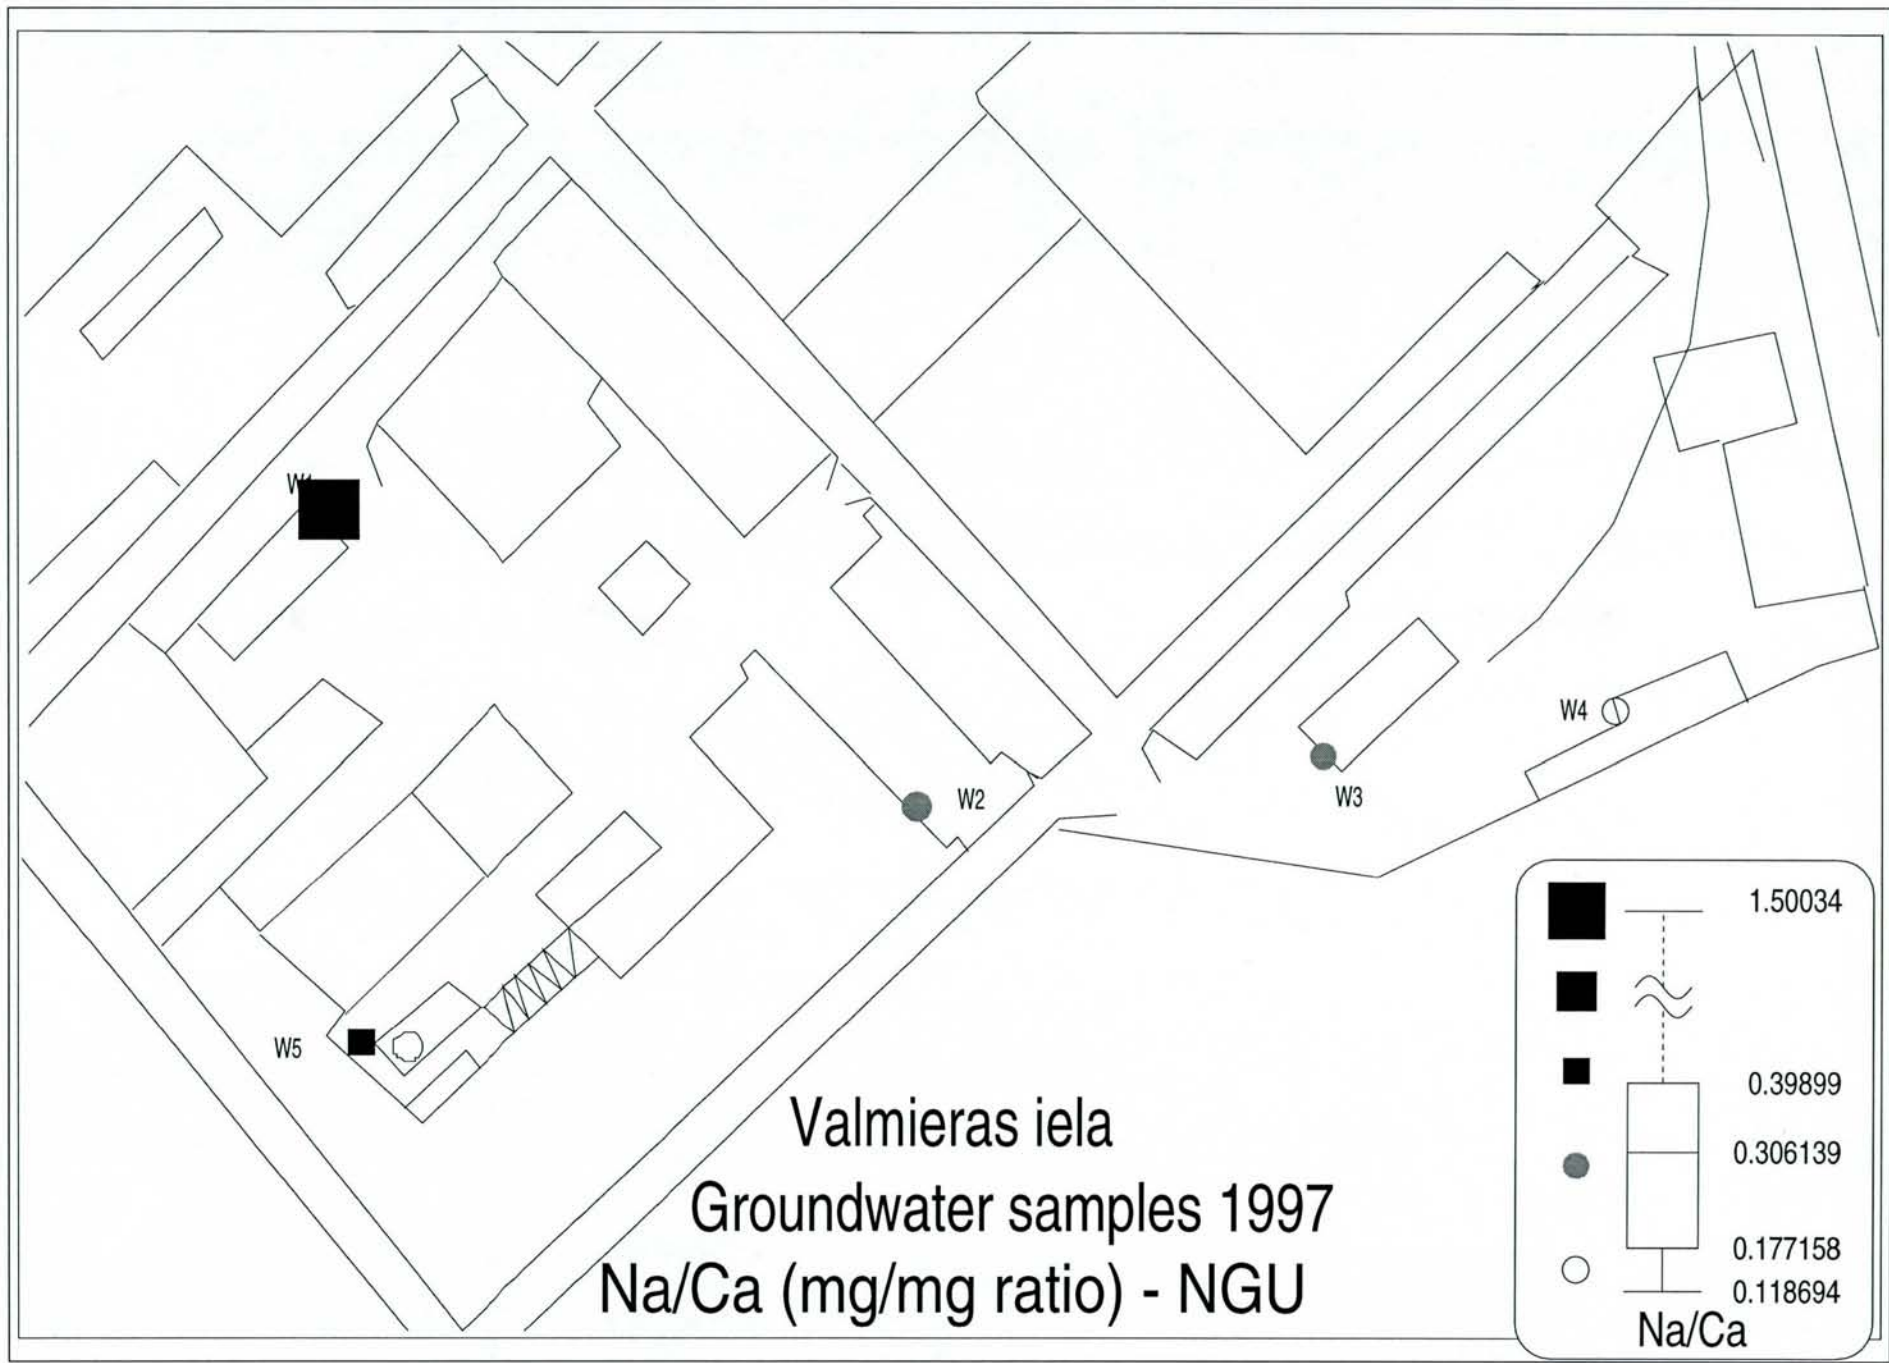 W4
W2
W3
W5
Valmieras iela
Groundwater samples 1997
Na/Ca (mg/mg ratio) - NGU
1.50034
0.39899
0.306139
0.177158
0.118694
Na/Ca